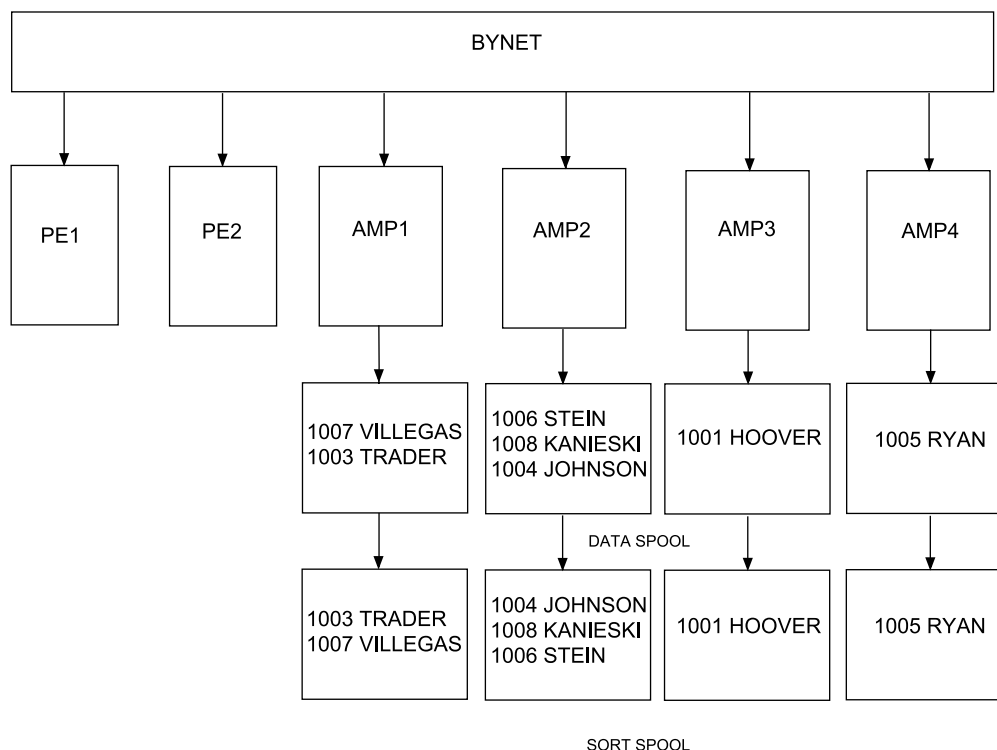 BYNET
PE1
PE2
AMP1
AMP2
AMP3
AMP4
1007 VILLEGAS
1003 TRADER
1006 STEIN
1008 KANIESKI
1004 JOHNSON
1001 HOOVER
1005 RYAN
DATA SPOOL
1003 TRADER
1007 VILLEGAS
1004 JOHNSON
1008 KANIESKI
1006 STEIN
1001 HOOVER
1005 RYAN
SORT SPOOL